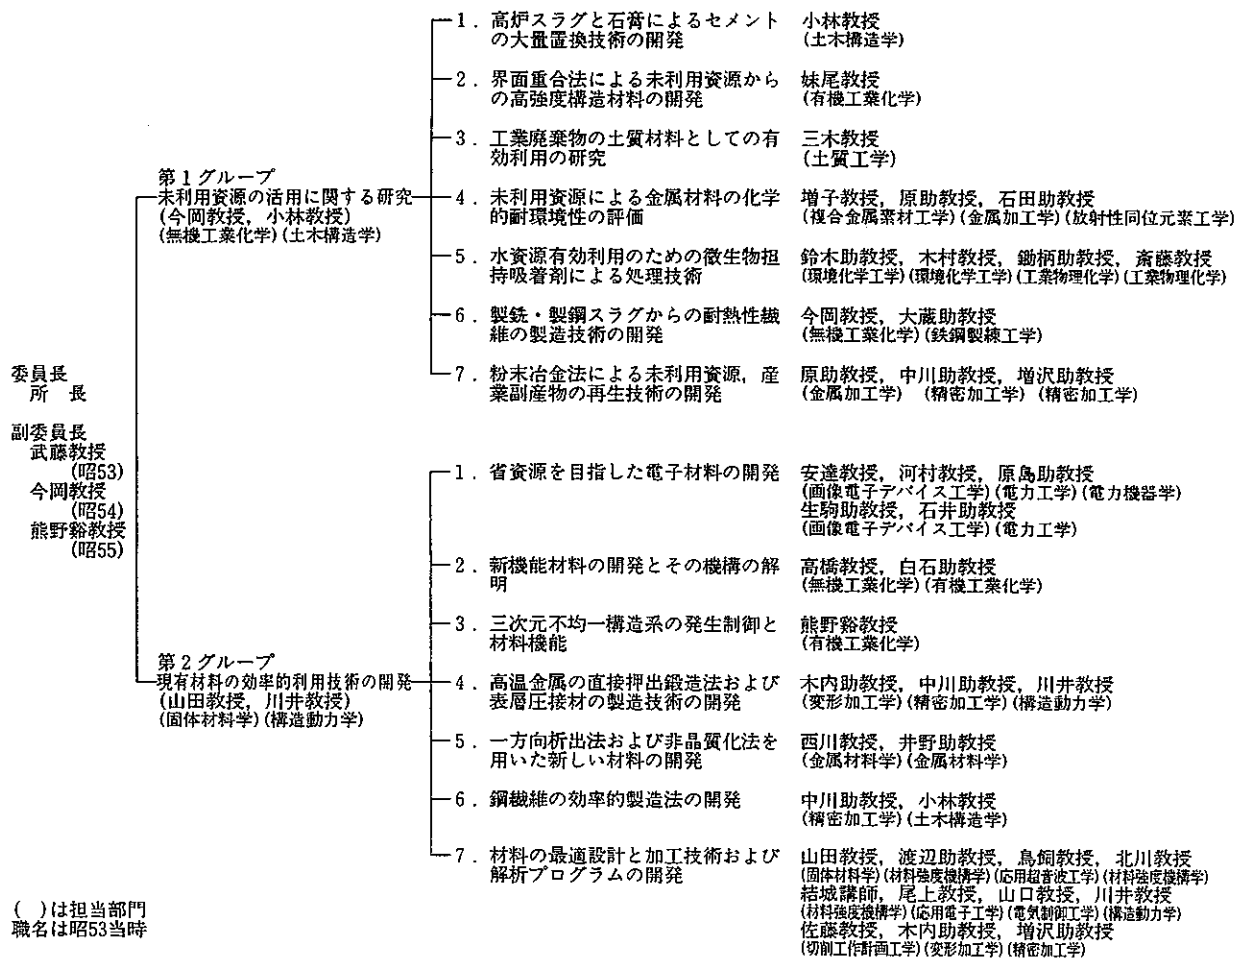 委員長
所 長
副委員長
武藤教授
(昭53)
今岡教授
(昭54)
熊野谿教授
(昭55)
第1グループ
未利用資源の活用に関する研究
(今岡教授, 小林教授)
(無機工業化学)(土木構造学)
1. 高炉スラグと石膏によるセメント
の大量置換技術の開発
小林教授
(土木構造学)
2. 界面重合法による未利用資源から
の高強度構造材料の開発
妹尾教授
(有機工業化学)
3. 工業廃棄物の土質材料としての有
効利用の研究
三木教授
(土質工学)
4. 未利用資源による金属材料の化学
的耐環境性の評価
増子教授, 原助教授, 石田助教授
(複合金属素材工学)(金属加工学)(放射性同位元素工学)
5. 水資源有効利用のための微生物担
持吸着剤による処理技術
鈴木助教授, 木村教授, 鋤柄助教授, 斎藤教授
(環境化学工学)(環境化学工学)(工業物理化学)(工業物理化学)
6. 製銑・製鋼スラグからの耐熱性繊
維の製造技術の開発
今岡教授, 大蔵助教授
(無機工業化学)(鉄鋼製錬工学)
7. 粉末冶金法による未利用資源, 産
業副産物の再生技術の開発
原助教授, 中川助教授, 増沢助教授
(金属加工学) (精密加工学) (精密加工学)
第2グループ
現有材料の効率的利用技術の開発
(山田教授, 川井教授)
(固体材料学)(構造動力学)
1. 省資源を目指した電子材料の開発
安達教授, 河村教授, 原島助教授
(画像電子デバイス工学)(電力工学)(電力機器学)
生駒助教授, 石井助教授
(画像電子デバイス工学)(電力工学)
2. 新機能材料の開発とその機構の解
明
高橋教授, 白石助教授
(無機工業化学)(有機工業化学)
3. 三次元不均一構造系の発生制御と
材料機能
熊野谿教授
(有機工業化学)
4. 高温金属の直接押出鍛造法および
表層圧接材の製造技術の開発
木内助教授, 中川助教授, 川井教授
(変形加工学)(精密加工学)(構造動力学)
5. 一方向析出法および非晶質化法を
用いた新しい材料の開発
西川教授, 井野助教授
(金属材料学)(金属材料学)
6. 鋼繊維の効率的製造法の開発
中川助教授, 小林教授
(精密加工学)(土木構造学)
7. 材料の最適設計と加工技術および
解析プログラムの開発
山田教授, 渡辺助教授, 鳥飼教授, 北川教授
(固体材料学)(材料強度機構学)(応用超音波工学)(材料強度機構学)
結城講師, 尾上教授, 山口教授, 川井教授
(材料強度機構学)(応用電子工学)(電気制御工学)(構造動力学)
佐藤教授, 木内助教授, 増沢助教授
(切削工作計画工学)(変形加工学)(精密加工学)
( )は担当部門
職名は昭53当時